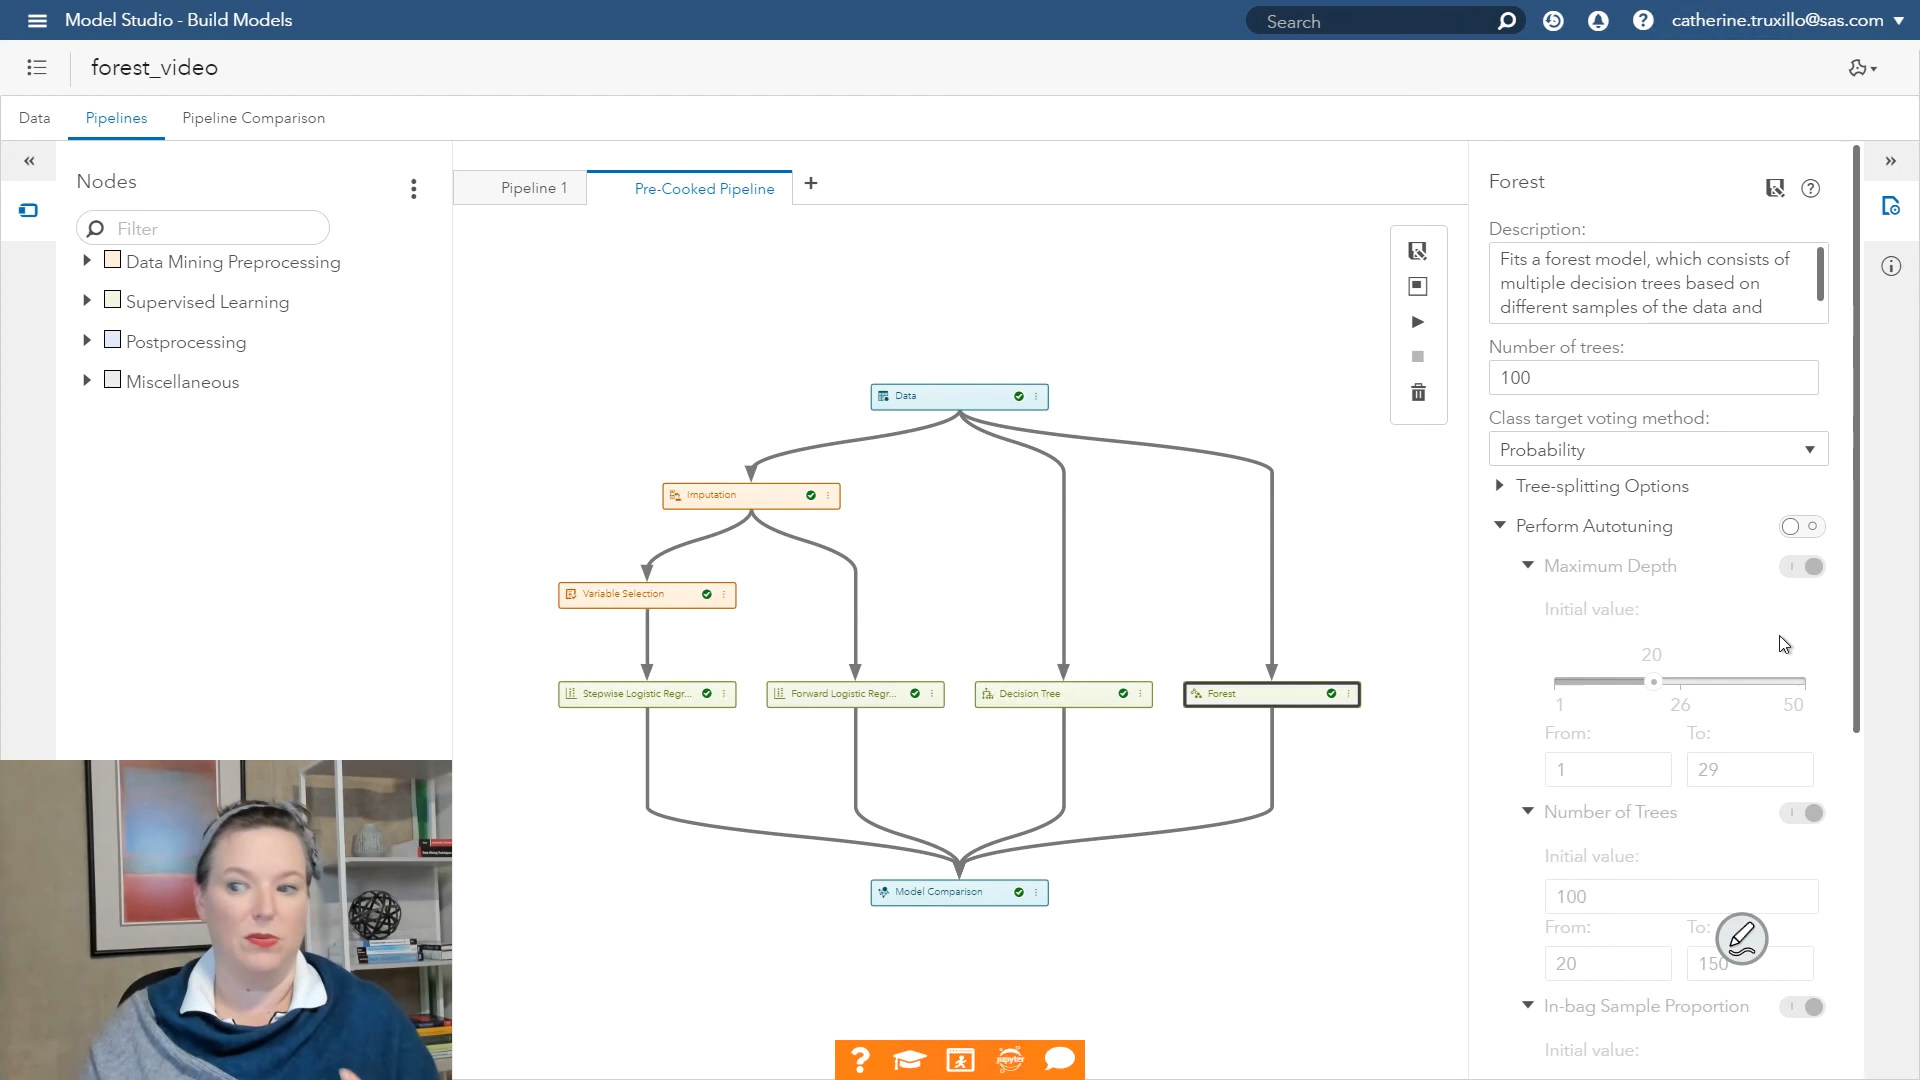 Model Studio - Build Models
Search
catherine.truxillo@sas.com
forest_video
Data
Pipelines
Pipeline Comparison
Nodes
Filter
Data Mining Preprocessing
Supervised Learning
Postprocessing
Miscellaneous
Pipeline 1
Pre-Cooked Pipeline
+
Data
Imputation
Variable Selection
Stepwise Logistic Regr...
Forward Logistic Regr...
Decision Tree
Forest
Model Comparison
Forest
Description:
Fits a forest model, which consists of
multiple decision trees based on
different samples of the data and
Number of trees:
100
Class target voting method:
Probability
Tree-splitting Options
Perform Autotuning
Maximum Depth
Initial value:
20
1 26 50
From: To:
1 29
Number of Trees
Initial value:
100
From: To:
20 150
In-bag Sample Proportion
Initial value:
jupyter